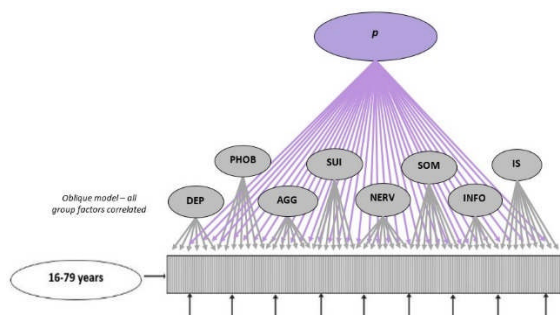 p
PHOB
SUI
SOM
IS
Oblique model – all
group factors correlated
DEP
AGG
NERV
INFO
16-79 years